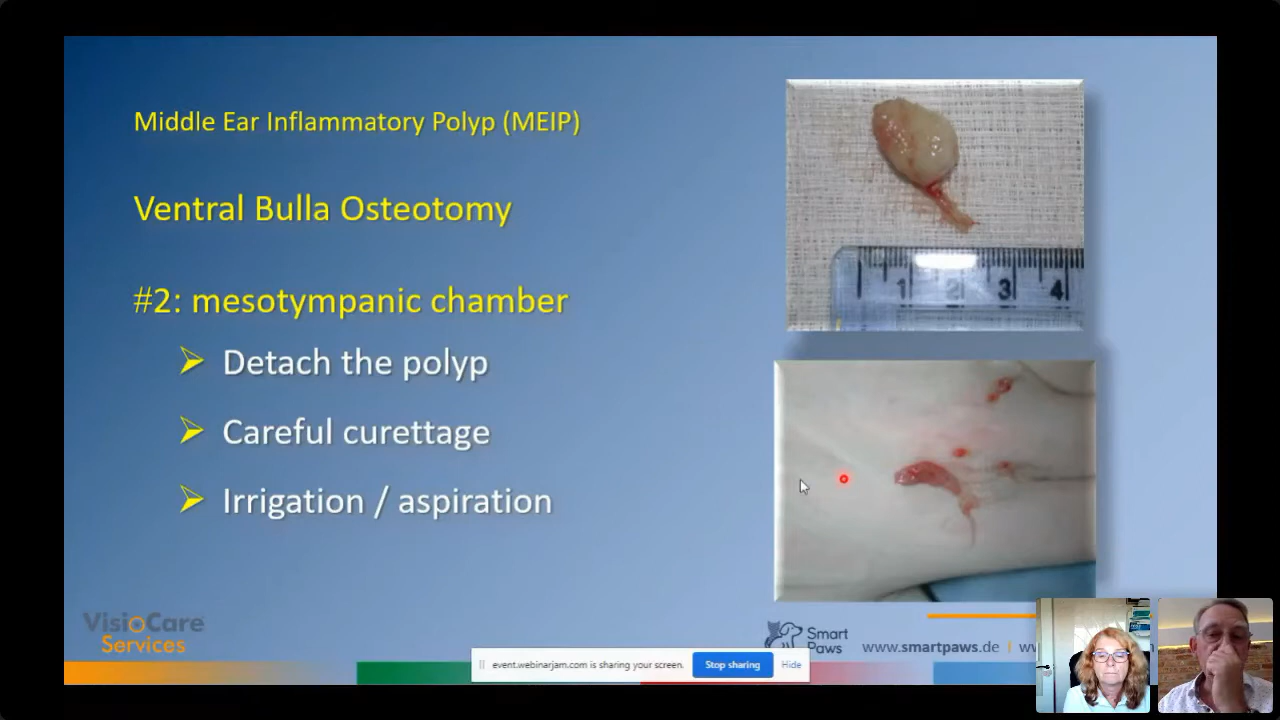 Middle Ear Inflammatory Polyp (MEIP)
Ventral Bulla Osteotomy
#2: mesotympanic chamber
Detach the polyp
Careful curettage
Irrigation / aspiration
1 2 3 4
VisioCare
Services
Smart
Paws
www.smartpaws.de
event.webinarjam.com is sharing your screen.
Stop sharing
Hide